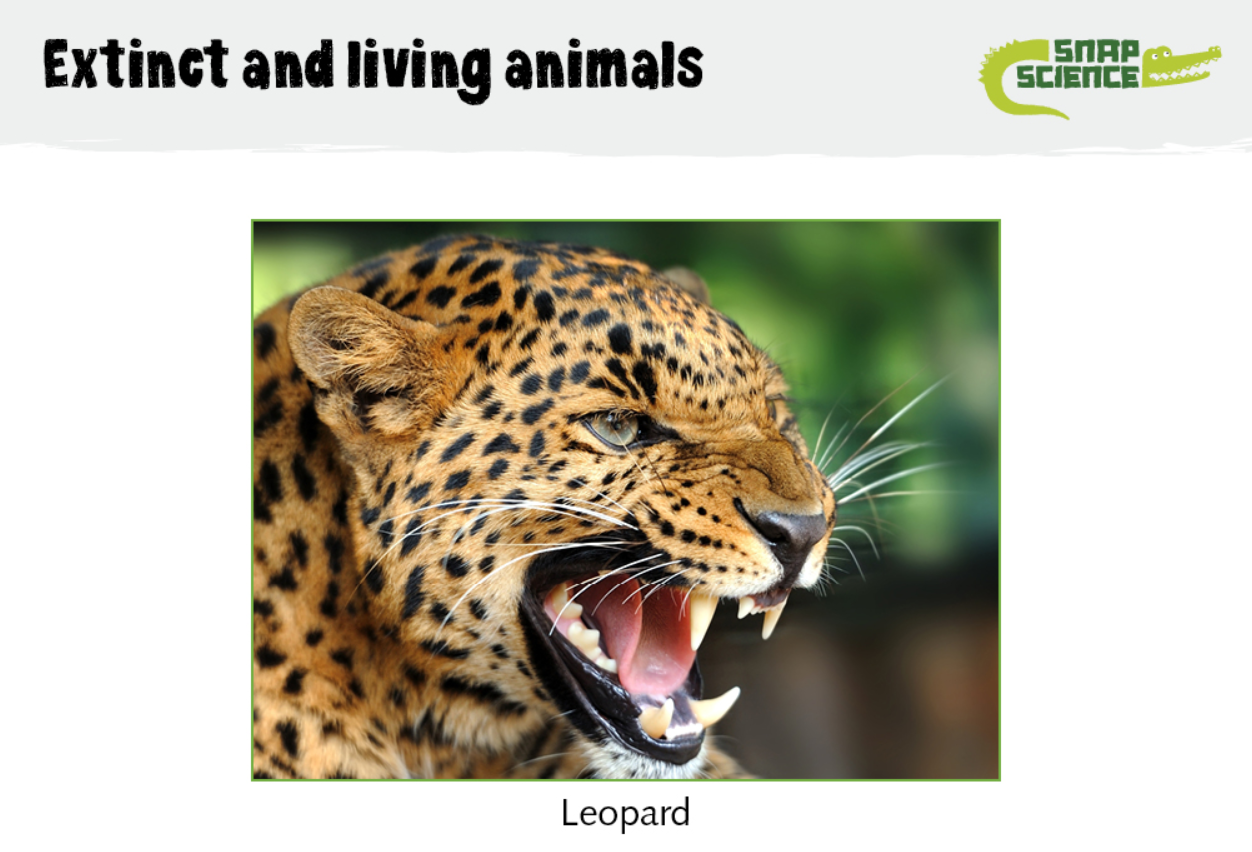 Extinct and living animals
SNAP
SCIENCE
Leopard